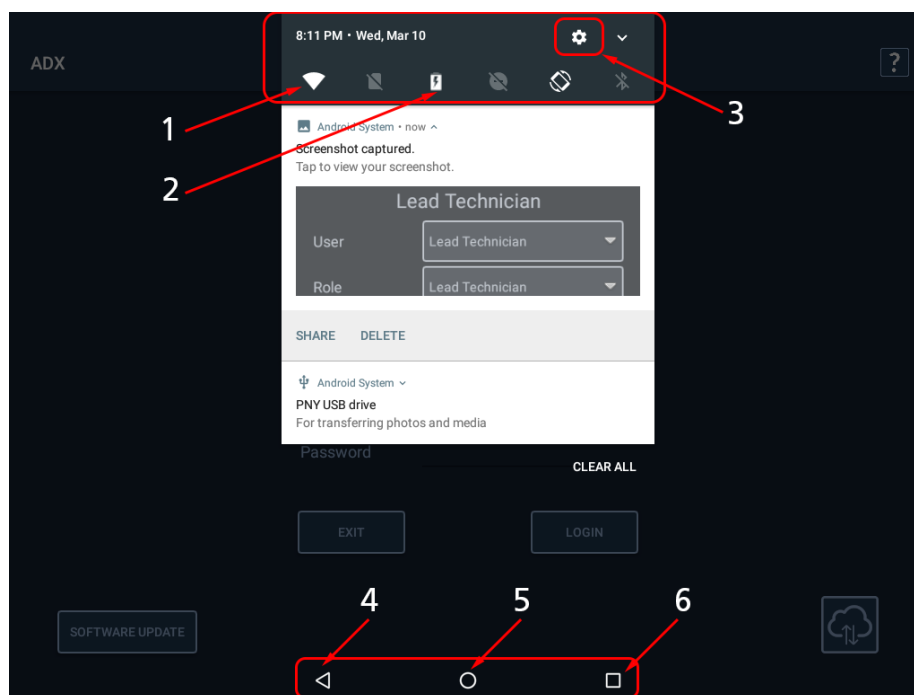 8:11 PM • Wed, Mar 10
ADX
?
1
3
Android System • now
Screenshot captured.
Tap to view your screenshot.
2
Lead Technician
User
Lead Technician
Role
Lead Technician
SHARE DELETE
Android System
PNY USB drive
For transferring photos and media
Password
CLEAR ALL
EXIT
LOGIN
4 5 6
SOFTWARE UPDATE